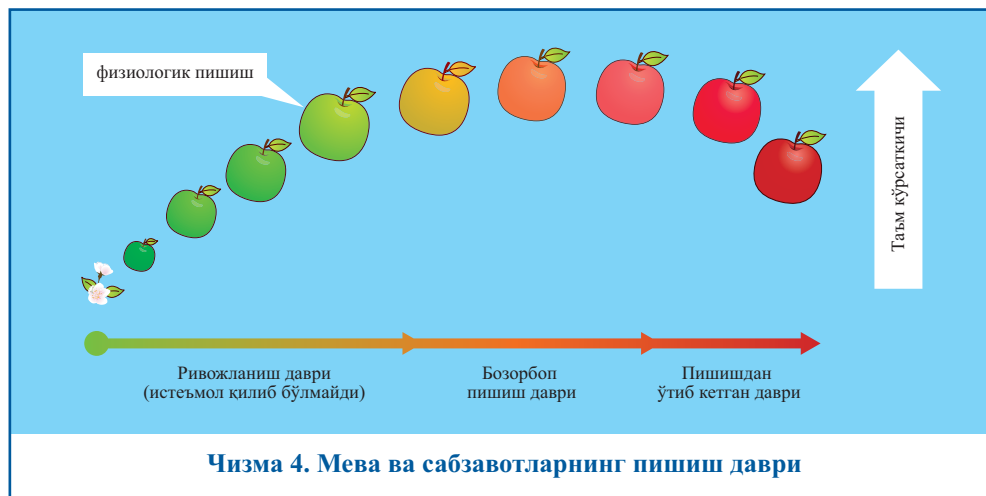 физиологик пишиш
Таъм кўрсаткичи
Ривожланиш даври
(истеъмол қилиб бўлмайди)
Бозорбоп
пишиш даври
Пишишдан
ўтиб кетган даври
Чизма 4. Мева ва сабзавотларнинг пишиш даври